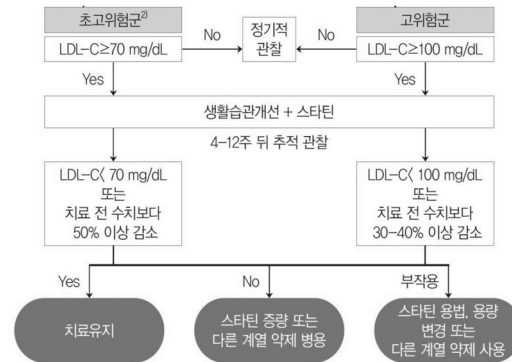 초고위험군2)
고위험군
LDL-C≥70 mg/dL
No
정기적
관찰
No
LDL-C≥100 mg/dL
Yes
Yes
생활습관개선 + 스타틴
4-12주 뒤 추적 관찰
LDL-C< 70 mg/dL
또는
치료 전 수치보다
50% 이상 감소
LDL-C< 100 mg/dL
또는
치료 전 수치보다
30-40% 이상 감소
Yes
No
부작용
치료유지
스타틴 증량 또는
다른 계열 약제 병용
스타틴 용법, 용량
변경 또는
다른 계열 약제 사용